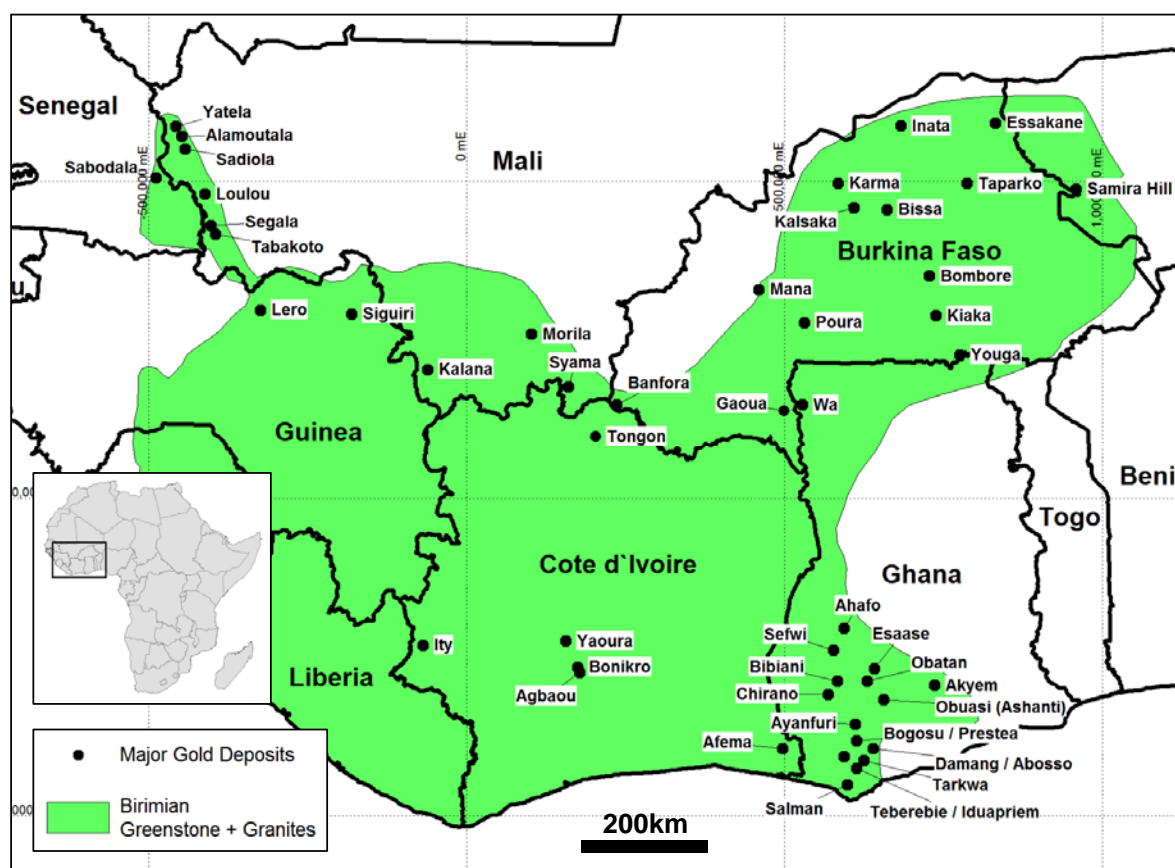 Senegal
Yatela
Alamoutala
Sadiola
Sabodala
-500,000 mE
Loulou
Segala
Tabakoto
0 mE
Mali
Inata
Essakane
500,000 mE
Karma
Taparko
Samira Hill
Kalsaka
Bissa
Burkina Faso
Bombore
Mana
Poura
Kiaka
Youga
Lero
Siguiri
Morila
Kalana
Syama
Banfora
Gaoua
Wa
Tongon
Guinea
Beni
Togo
Cote d`Ivoire
Ghana
Ahafo
Sefwi
Esaase
Ity
Yaoura
Bibiani
Obatan
Liberia
Bonikro
Agbaou
Chirano
Akyem
Obuasi (Ashanti)
Ayanfuri
Bogosu / Prestea
Afema
Damang / Abosso
Tarkwa
Salman
Teberebie / Iduapriem
Major Gold Deposits
Birimian
Greenstone + Granites
200km